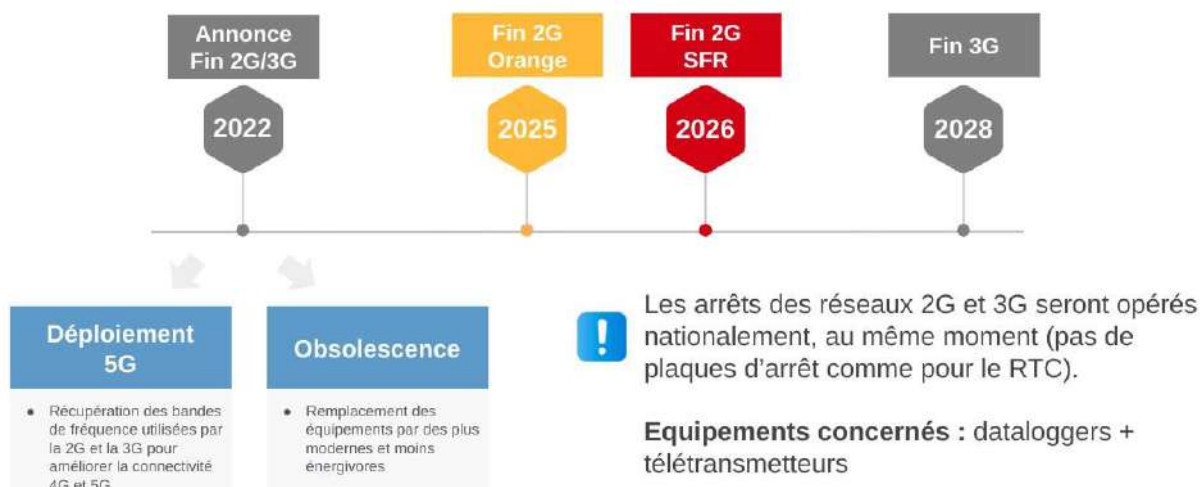 Annonce
Fin 2G/3G
Fin 2G
Orange
Fin 2G
SFR
Fin 3G
2022
2025
2026
2028
Déploiement
5G
• Récupération des bandes
de fréquence utilisées par
la 2G et la 3G pour
améliorer la connectivité
4G et 5G
Obsolescence
• Remplacement des
équipements par des plus
modernes et moins
énergivores
Les arrêts des réseaux 2G et 3G seront opérés
nationalement, au même moment (pas de
plaques d'arrêt comme pour le RTC).
Equipements concernés : dataloggers +
télétransmetteurs